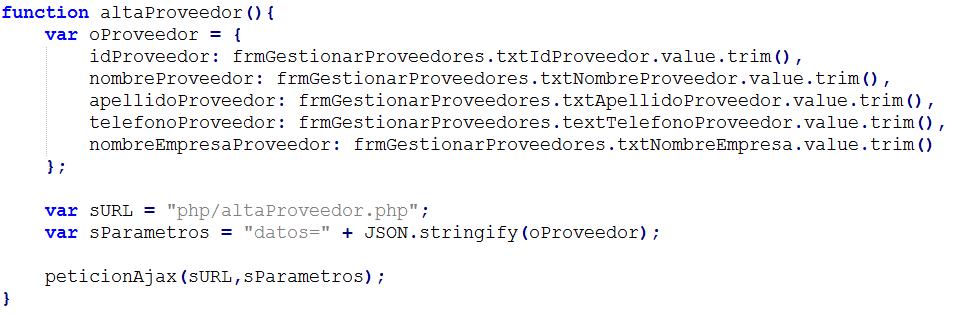 function altaProveedor(){
    var oProveedor = {
        idProveedor: frmGestionarProveedores.txtIdProveedor.value.trim(),
        nombreProveedor: frmGestionarProveedores.txtNombreProveedor.value.trim(),
        apellidoProveedor: frmGestionarProveedores.txtApellidoProveedor.value.trim(),
        telefonoProveedor: frmGestionarProveedores.textTelefonoProveedor.value.trim(),
        nombreEmpresaProveedor: frmGestionarProveedores.txtNombreEmpresa.value.trim()
    };
    var sURL = "php/altaProveedor.php";
    var sParametros = "datos=" + JSON.stringify(oProveedor);
    peticionAjax(sURL,sParametros);
}